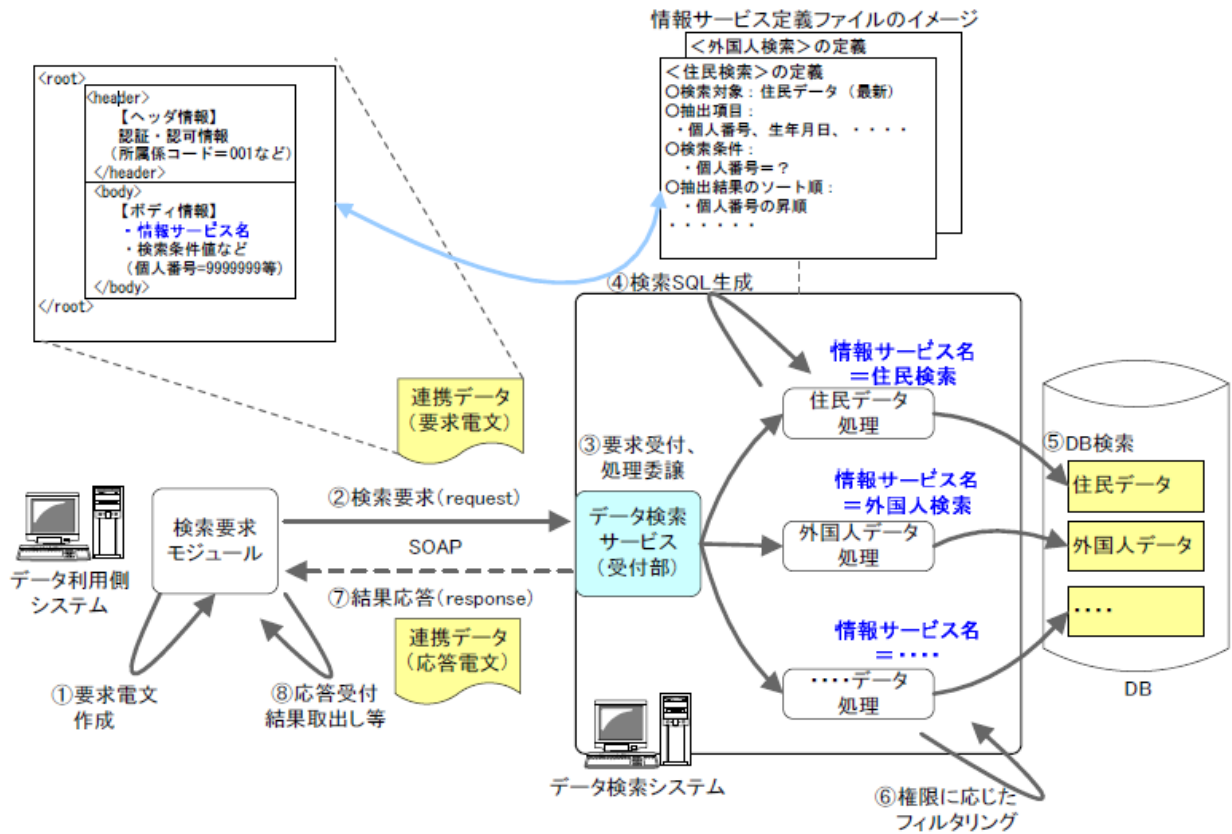 情報サービス定義ファイルのイメージ
＜外国人検索＞の定義
＜住民検索＞の定義
○検索対象：住民データ（最新）
○抽出項目：
・個人番号、生年月日、・・・・
○検索条件：
・個人番号＝？
○抽出結果のソート順：
・個人番号の昇順
・・・・・・
<root>
<header>
【ヘッダ情報】
認証・認可情報
（所属係コード＝001など）
</header>
<body>
【ボディ情報】
・情報サービス名
・検索条件値など
（個人番号=9999999等）
</body>
</root>
連携データ
（要求電文）
データ利用側
システム
検索要求
モジュール
①要求電文
作成
②検索要求（request）
SOAP
⑦結果応答（response）
連携データ
（応答電文）
⑧応答受付
結果取出し等
③要求受付、
処理委譲
データ検索
サービス
（受付部）
④検索SQL生成
情報サービス名
＝住民検索
住民データ
処理
情報サービス名
＝外国人検索
外国人データ
処理
情報サービス名
＝・・・・
・・・・データ
処理
⑤DB検索
住民データ
外国人データ
・・・・
DB
データ検索システム
⑥権限に応じた
フィルタリング